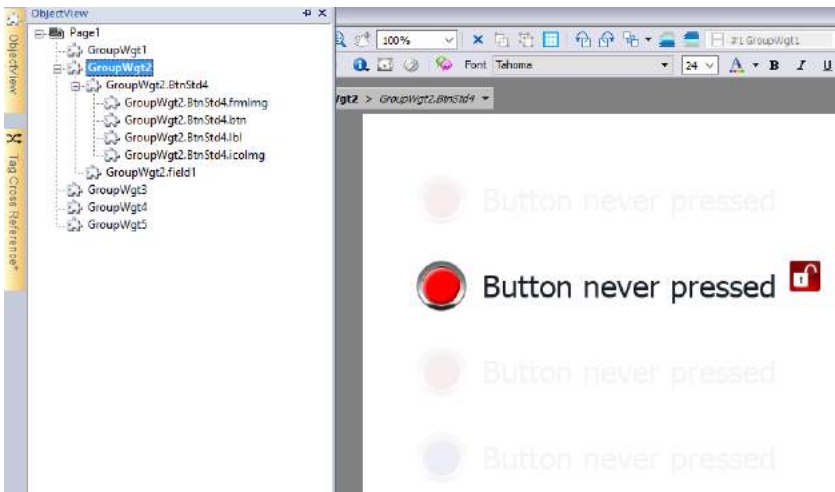 ObjectView
Page1
GroupWgt1
GroupWgt2
GroupWgt2.BtnStd4
GroupWgt2.BtnStd4.frmImg
GroupWgt2.BtnStd4.btn
GroupWgt2.BtnStd4.lbl
GroupWgt2.BtnStd4.icoImg
GroupWgt2.field1
GroupWgt3
GroupWgt4
GroupWgt5
ObjectView
Tag Cross Reference*
100%
#1 GroupWgt1
Font Tahoma
24
A B I U
Wgt2 > GroupWgt2.BtnStd4
Button never pressed
Button never pressed
Button never pressed
Button never pressed